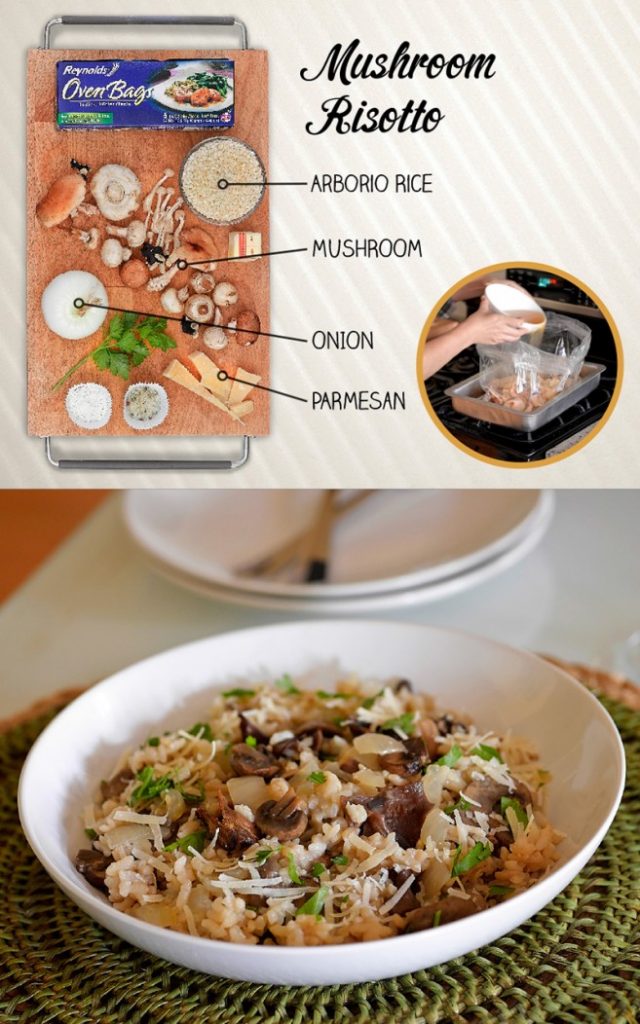 Reynolds
Oven Bags
Mushroom
Risotto
ARBORIO RICE
MUSHROOM
ONION
PARMESAN